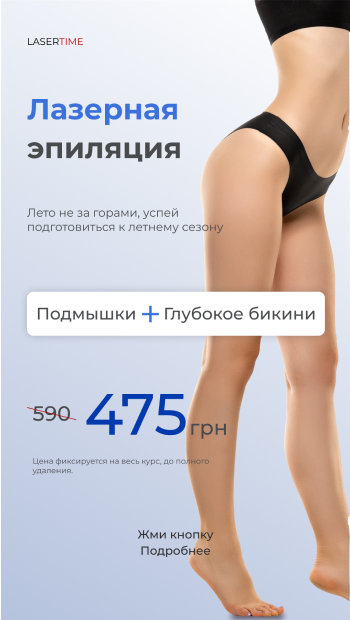 LASERTIME
Лазерная
эпиляция
Лето не за горами, успей
подготовиться к летнему сезону
Подмышки + Глубокое бикини
590 475 грн
Цена фиксируется на весь курс, до полного
удаления.
Жми кнопку
Подробнее